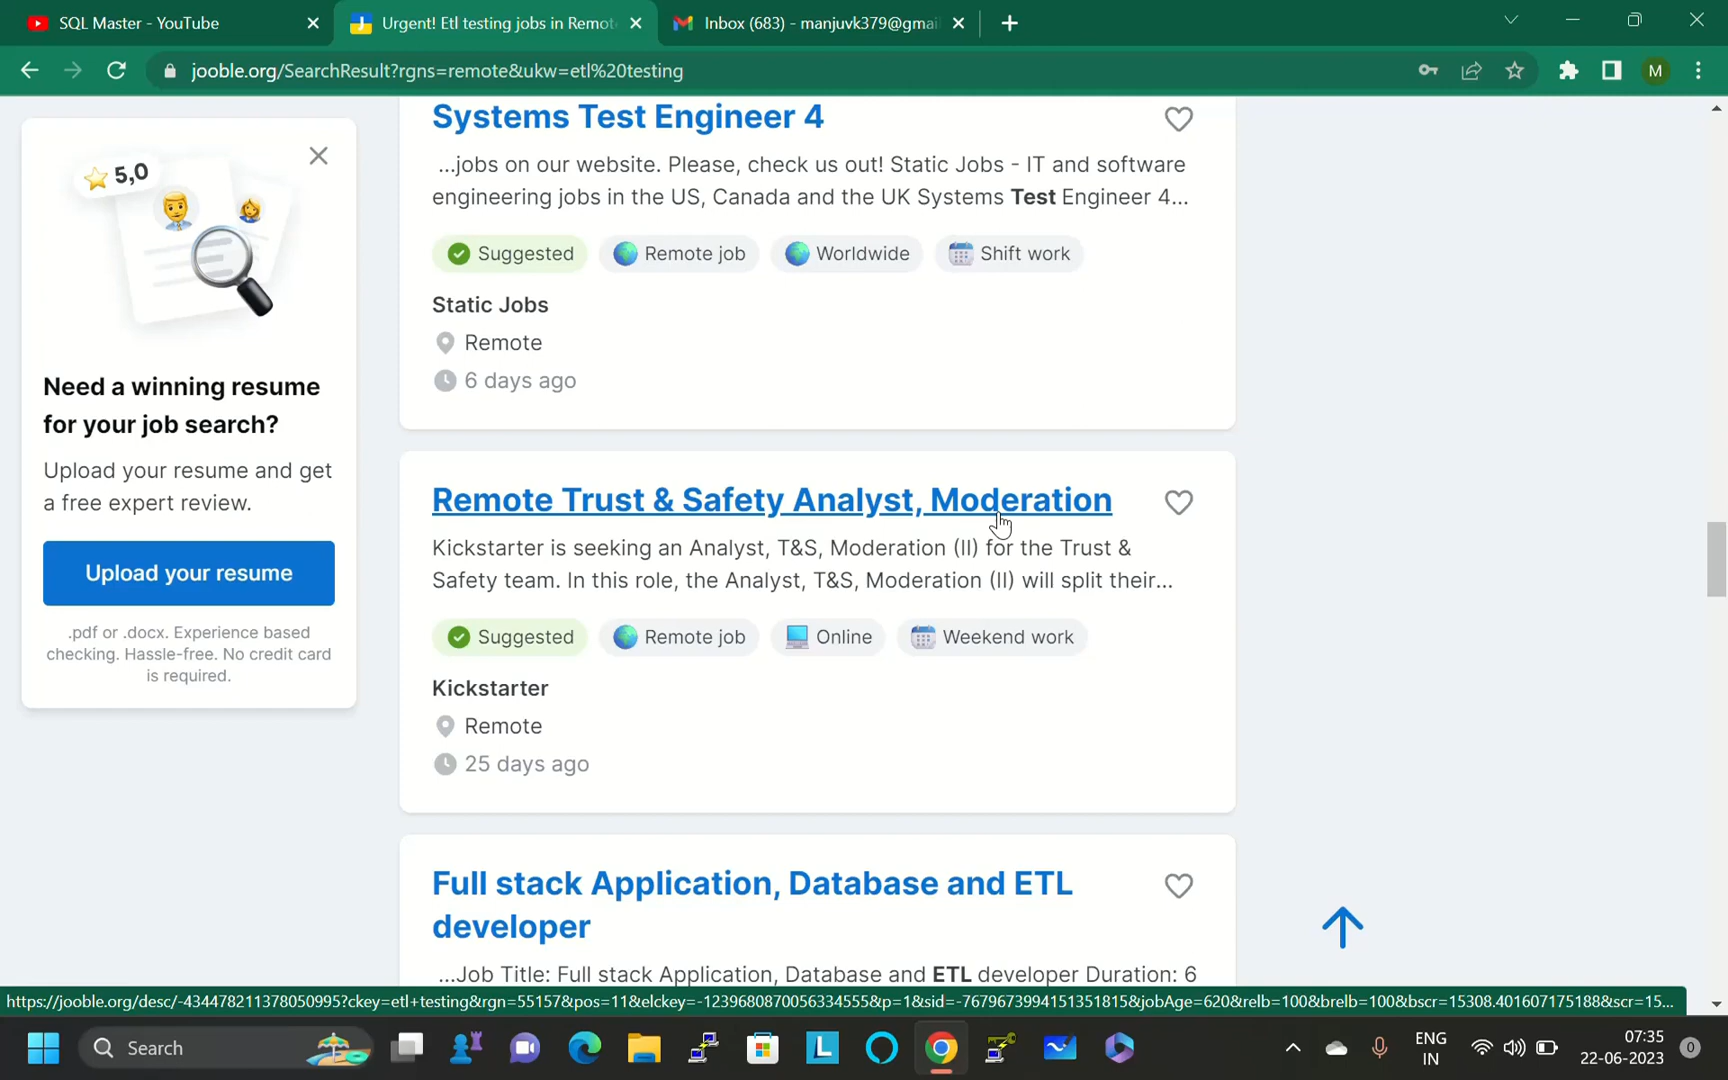 SQL Master - YouTube
Urgent! Etl testing jobs in Remot
Inbox (683) - manjuvk379@gmai
jooble.org/SearchResult?rgns=remote&ukw=etl%20testing
M
5,0
Need a winning resume
for your job search?
Upload your resume and get
a free expert review.
Upload your resume
.pdf or .docx. Experience based
checking. Hassle-free. No credit card
is required.
Systems Test Engineer 4
...jobs on our website. Please, check us out! Static Jobs - IT and software
engineering jobs in the US, Canada and the UK Systems Test Engineer 4...
Suggested
Remote job
Worldwide
Shift work
Static Jobs
Remote
6 days ago
Remote Trust & Safety Analyst, Moderation
Kickstarter is seeking an Analyst, T&S, Moderation (II) for the Trust &
Safety team. In this role, the Analyst, T&S, Moderation (II) will split their...
Suggested
Remote job
Online
Weekend work
Kickstarter
Remote
25 days ago
Full stack Application, Database and ETL
developer
...Job Title: Full stack Application, Database and ETL developer Duration: 6
https://jooble.org/desc/-434478211378050995?ckey=etl+testing&rgn=55157&pos=11&elckey=-1239680870056334555&p=1&sid=-7679673994151351815&jobAge=620&relb=100&brelb=100&bscr=15308.401607175188&scr=15...
Search
L
ENG
IN
07:35
22-06-2023
0